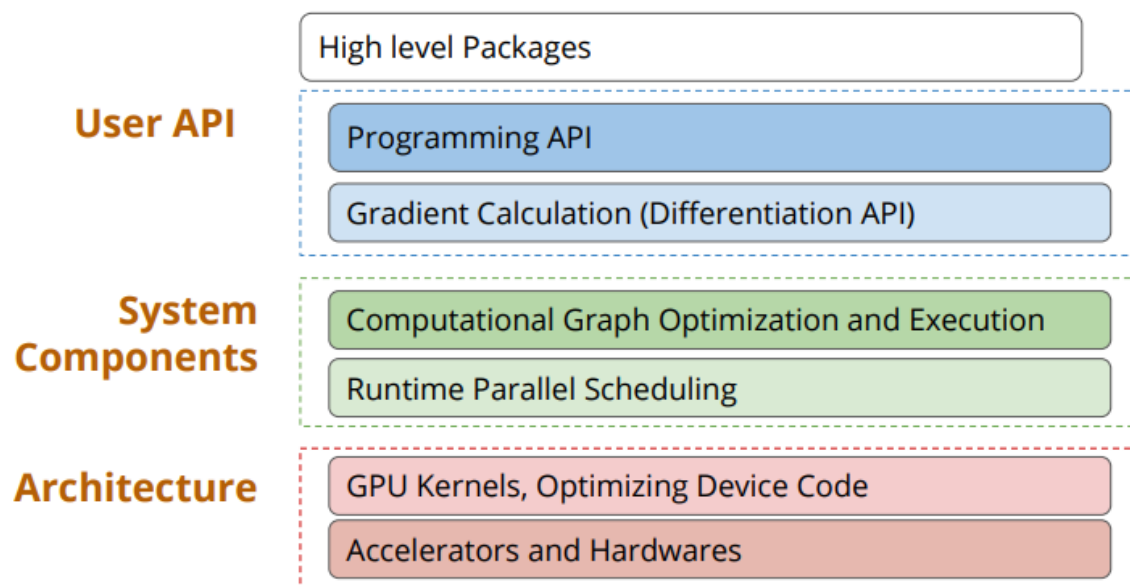 High level Packages
User API
Programming API
Gradient Calculation (Differentiation API)
System
Components
Computational Graph Optimization and Execution
Runtime Parallel Scheduling
Architecture
GPU Kernels, Optimizing Device Code
Accelerators and Hardwares